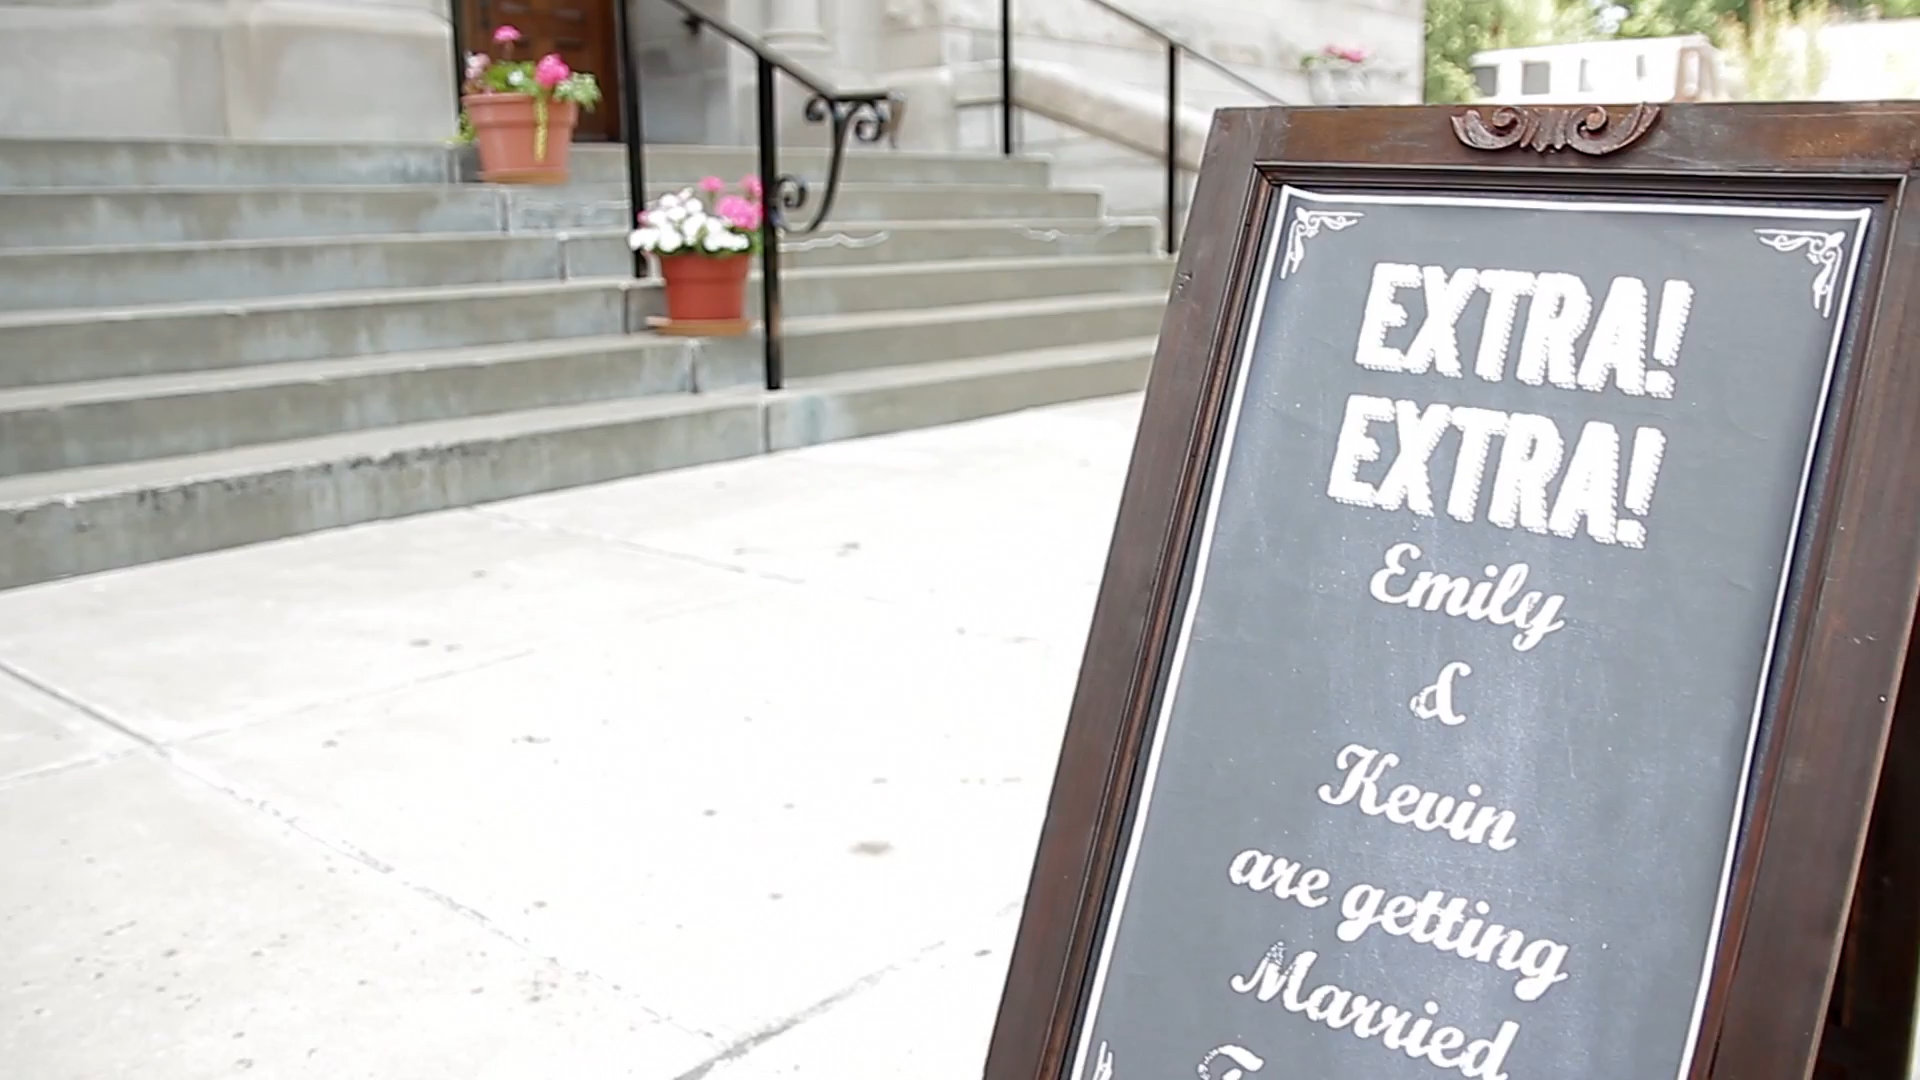 EXTRA!
EXTRA!
Emily
&
Kevin
are getting
Married